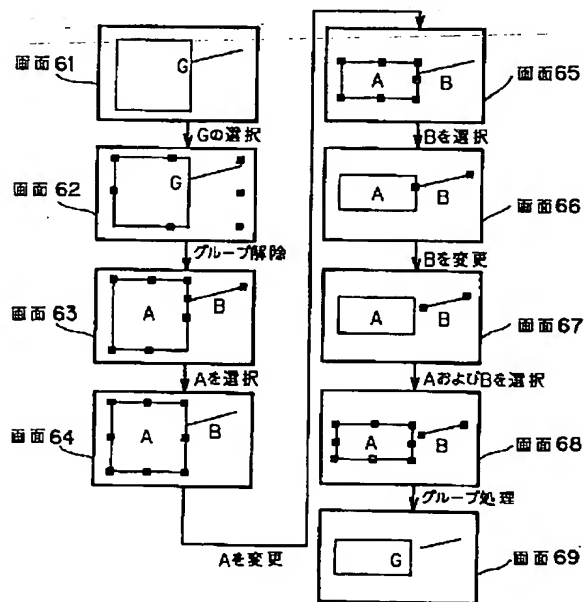 画面61
G
Gの選択
画面62
G
グループ解除
画面63
A
B
Aを選択
画面64
A
B
Aを変更
画面65
A
B
Bを選択
画面66
A
B
Bを変更
画面67
A
B
AおよびBを選択
画面68
A
B
グループ処理
画面69
G